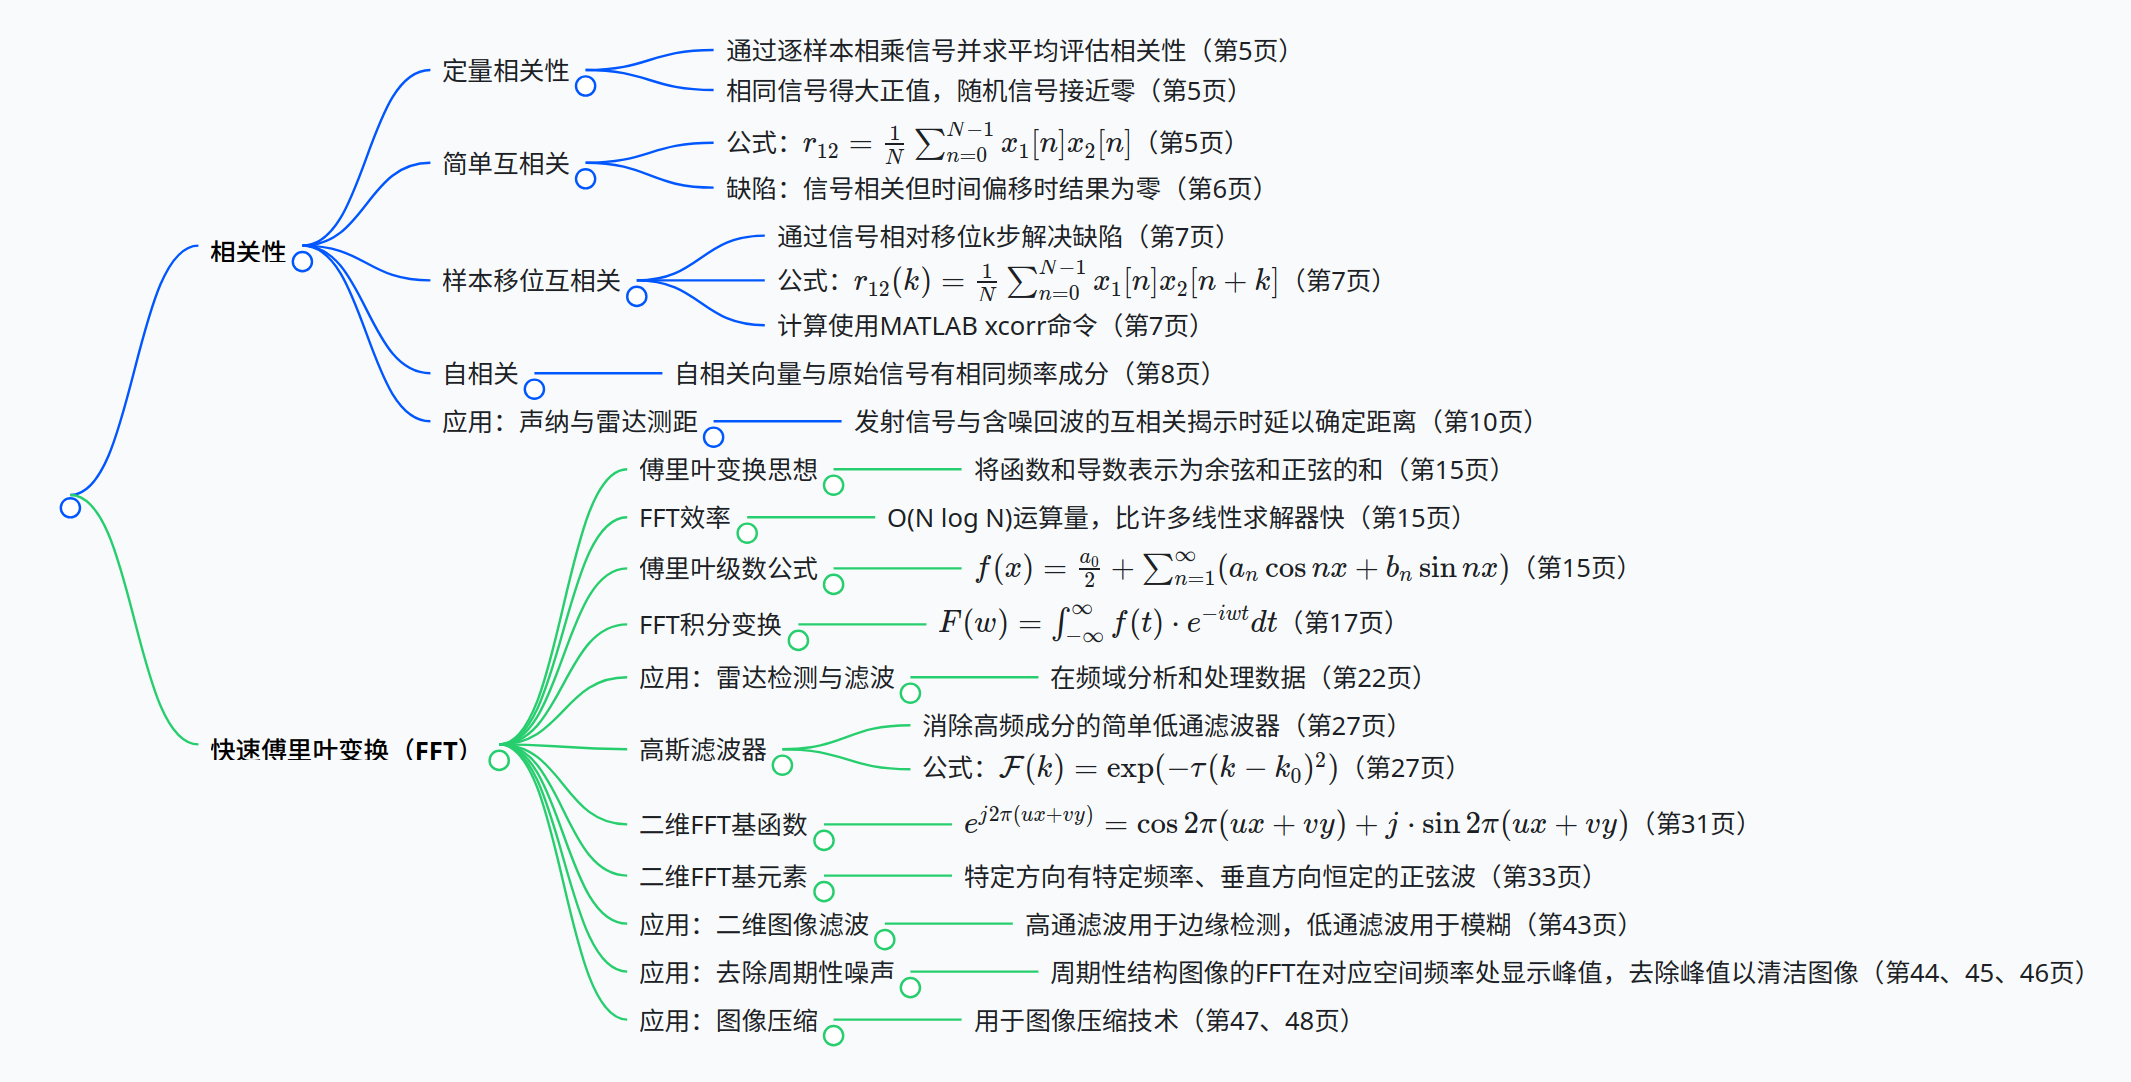 相关性
定量相关性
通过逐样本相乘信号并求平均评估相关性（第5页）
相同信号得大正值，随机信号接近零（第5页）
简单互相关
公式：r₁₂ = \frac{1}{N} \sum_{n=0}^{N-1} x₁[n]x₂[n]（第5页）
缺陷：信号相关但时间偏移时结果为零（第6页）
样本移位互相关
通过信号相对移位k步解决缺陷（第7页）
公式：r₁₂(k) = \frac{1}{N} \sum_{n=0}^{N-1} x₁[n]x₂[n + k]（第7页）
计算使用MATLAB xcorr命令（第7页）
自相关
自相关向量与原始信号有相同频率成分（第8页）
应用：声纳与雷达测距
发射信号与含噪回波的互相关揭示时延以确定距离（第10页）
快速傅里叶变换（FFT）
傅里叶变换思想
将函数和导数表示为余弦和正弦的和（第15页）
FFT效率
O(N log N)运算量，比许多线性求解器快（第15页）
傅里叶级数公式
f(x) = \frac{a_0}{2} + \sum_{n=1}^{\infty}(a_n \cos nx + b_n \sin nx)（第15页）
FFT积分变换
F(w) = \int_{-\infty}^{\infty} f(t) · e^{-iwt}dt（第17页）
应用：雷达检测与滤波
在频域分析和处理数据（第22页）
高斯滤波器
消除高频成分的简单低通滤波器（第27页）
公式：\mathcal{F}(k) = exp(−τ(k − k₀)²)（第27页）
二维FFT基函数
e^{j2π(ux+vy)} = cos 2π(ux + vy) + j · sin 2π(ux + vy)（第31页）
二维FFT基元素
特定方向有特定频率、垂直方向恒定的正弦波（第33页）
应用：二维图像滤波
高通滤波用于边缘检测，低通滤波用于模糊（第43页）
应用：去除周期性噪声
周期性结构图像的FFT在对应空间频率处显示峰值，去除峰值以清洁图像（第44、45、46页）
应用：图像压缩
用于图像压缩技术（第47、48页）